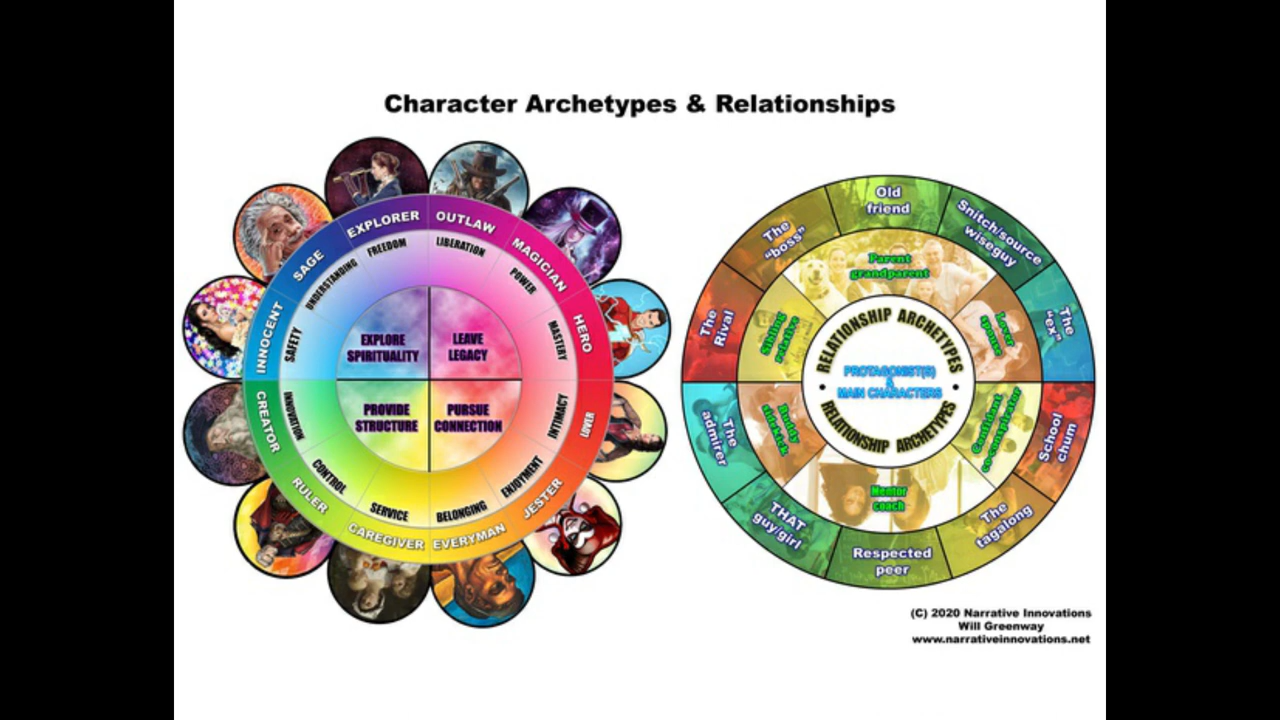 Character Archetypes & Relationships
EXPLORER
OUTLAW
MAGICIAN
HERO
LOVER
JESTER
EVERYMAN
CAREGIVER
RULER
CREATOR
INNOCENT
SAGE
FREEDOM
LIBERATION
POWER
MASTERY
INTIMACY
ENJOYMENT
BELONGING
SERVICE
CONTROL
INNOVATION
SAFETY
UNDERSTANDING
EXPLORE
SPIRITUALITY
LEAVE
LEGACY
PROVIDE
STRUCTURE
PURSUE
CONNECTION
Old
friend
Snitch/source
wiseguy
The
"ex"
School
chum
The
tagalong
Respected
peer
THAT
guy/girl
The
admirer
The
Rival
The
"boss"
Parent
grandparent
Lover
spouse
Confidant
co-conspirator
Mentor
coach
Buddy
sidekick
Sibling
relative
RELATIONSHIP ARCHETYPES
PROTAGONIST(S)
&
MAIN CHARACTERS
RELATIONSHIP ARCHETYPES
(C) 2020 Narrative Innovations
Will Greenway
www.narrativeinnovations.net